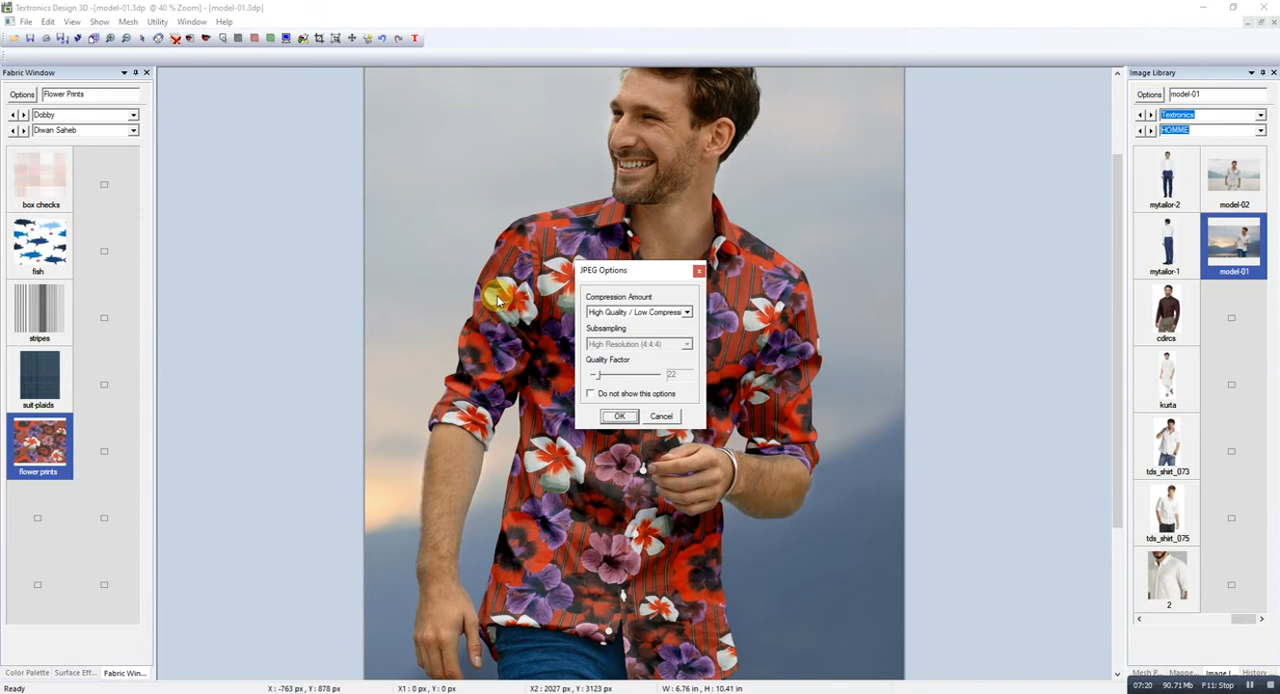 Textronics Design 3D -[model-01.3dp @ 40 % Zoom] - [model-01.3dp]
File Edit View Show Mesh Utility Window Help
Fabric Window
Options Flower Prints
Dobby
Diwan Saheb
box checks
fish
stripes
suit-plaids
flower prints
Color Palette Surface Eff... Fabric Win...
JPEG Options
Compression Amount
High Quality / Low Compressi
Subsampling
High Resolution (4:4:4)
Quality Factor
22
Do not show this options
OK Cancel
Image Library
Options model-01
Textronics
HOMME
mytailor-2 model-02
mytailor-1 model-01
cdircs
kurta
tds_shirt_073
tds_shirt_075
2
Mesh P... Mappe... Image L... History
Ready X : -763 px , Y : 878 px X1 : 0 px , Y : 0 px X2 : 2027 px , Y : 3123 px W : 6.76 in , H : 10.41 in
07:20 90.71 Mb F11: Stop